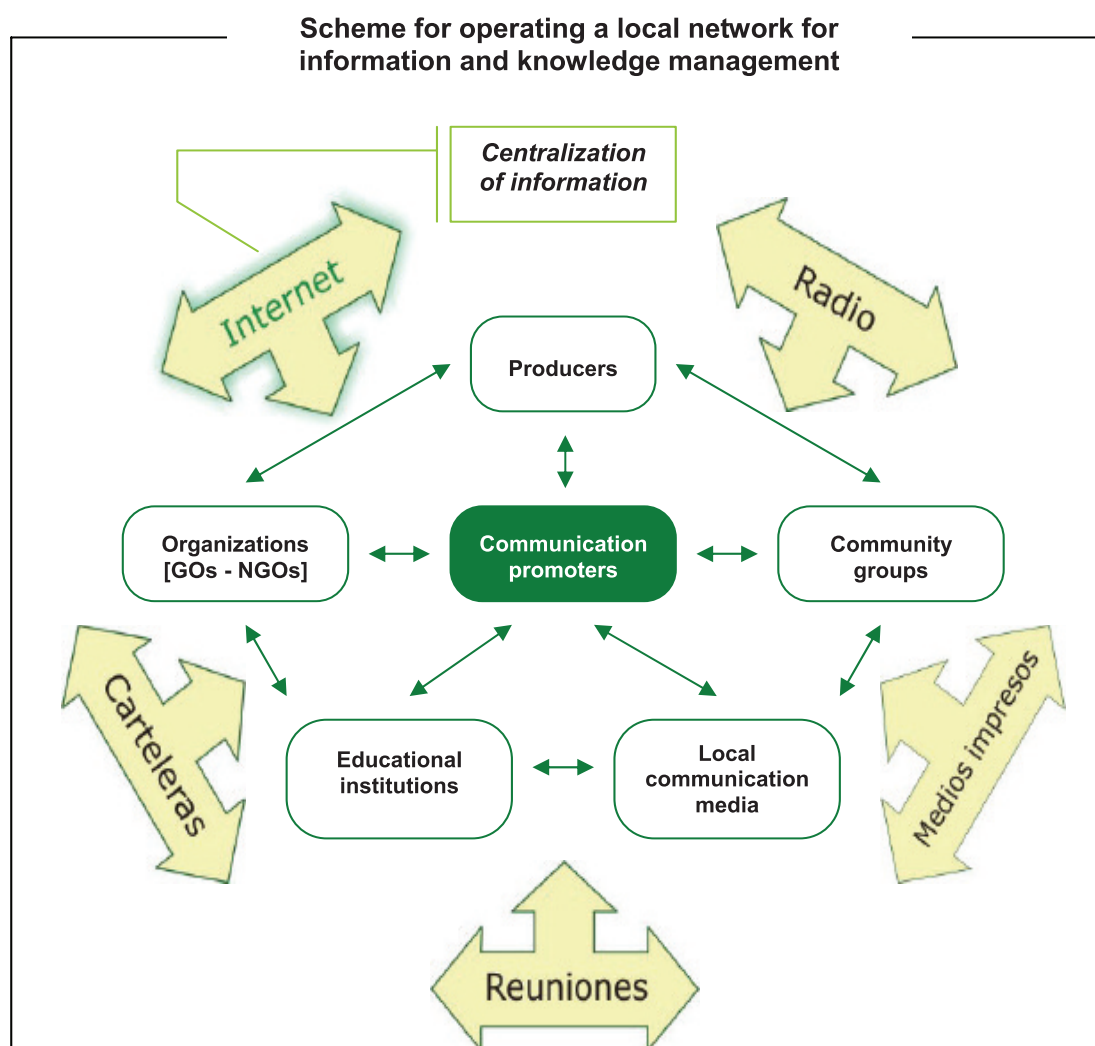 Scheme for operating a local network for
information and knowledge management
Centralization
of information
Internet
Radio
Producers
Organizations
[GOs - NGOs]
Communication
promoters
Community
groups
Carteleras
Medios impresos
Educational
institutions
Local
communication
media
Reuniones